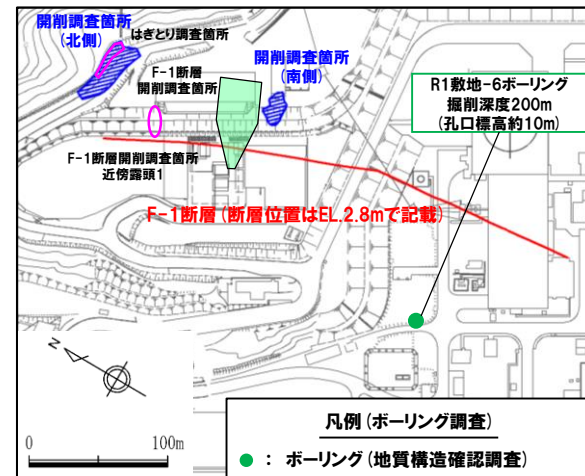 開削調査箇所
(北側)
はぎとり調査箇所
F-1断層
開削調査箇所
開削調査箇所
(南側)
R1敷地-6ボーリング
掘削深度200m
(孔口標高約10m)
F-1断層開削調査箇所
近傍露頭1
F-1断層(断層位置はEL.2.8mで記載)
N
0
100m
凡例(ボーリング調査)
● : ボーリング(地質構造確認調査)